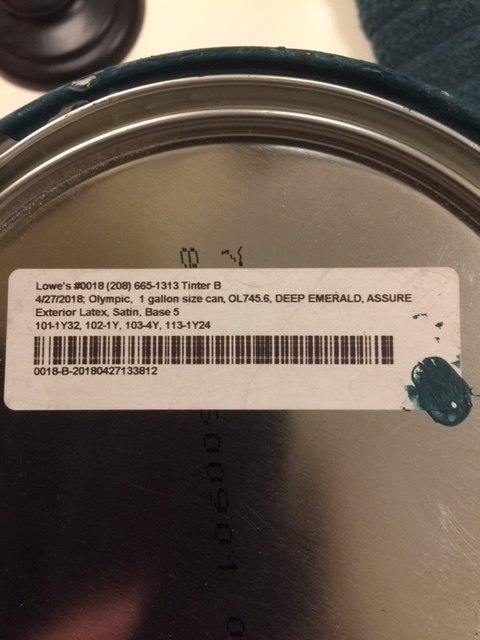 Lowe's #0018 (208) 665-1313 Tinter B
4/27/2018; Olympic, 1 gallon size can, OL745.6, DEEP EMERALD, ASSURE
Exterior Latex, Satin, Base 5
101-1Y32, 102-1Y, 103-4Y, 113-1Y24
0018-B-20180427133812